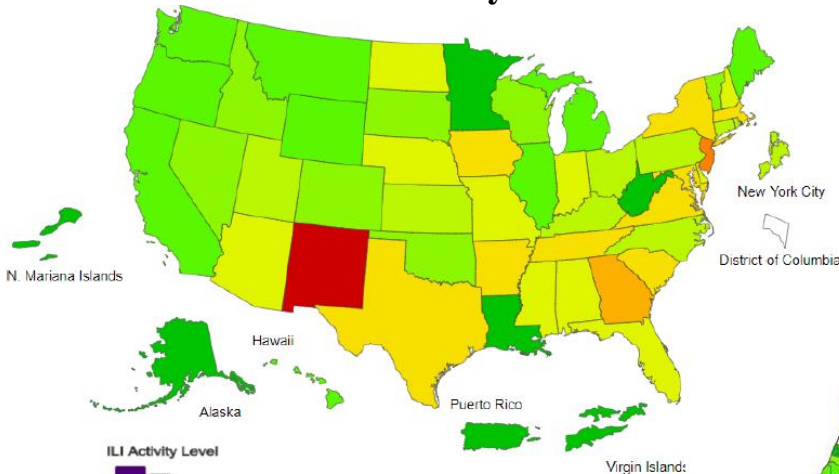 New York City
District of Columbia
N. Mariana Islands
Hawaii
Alaska
Puerto Rico
Virgin Islands
ILI Activity Level